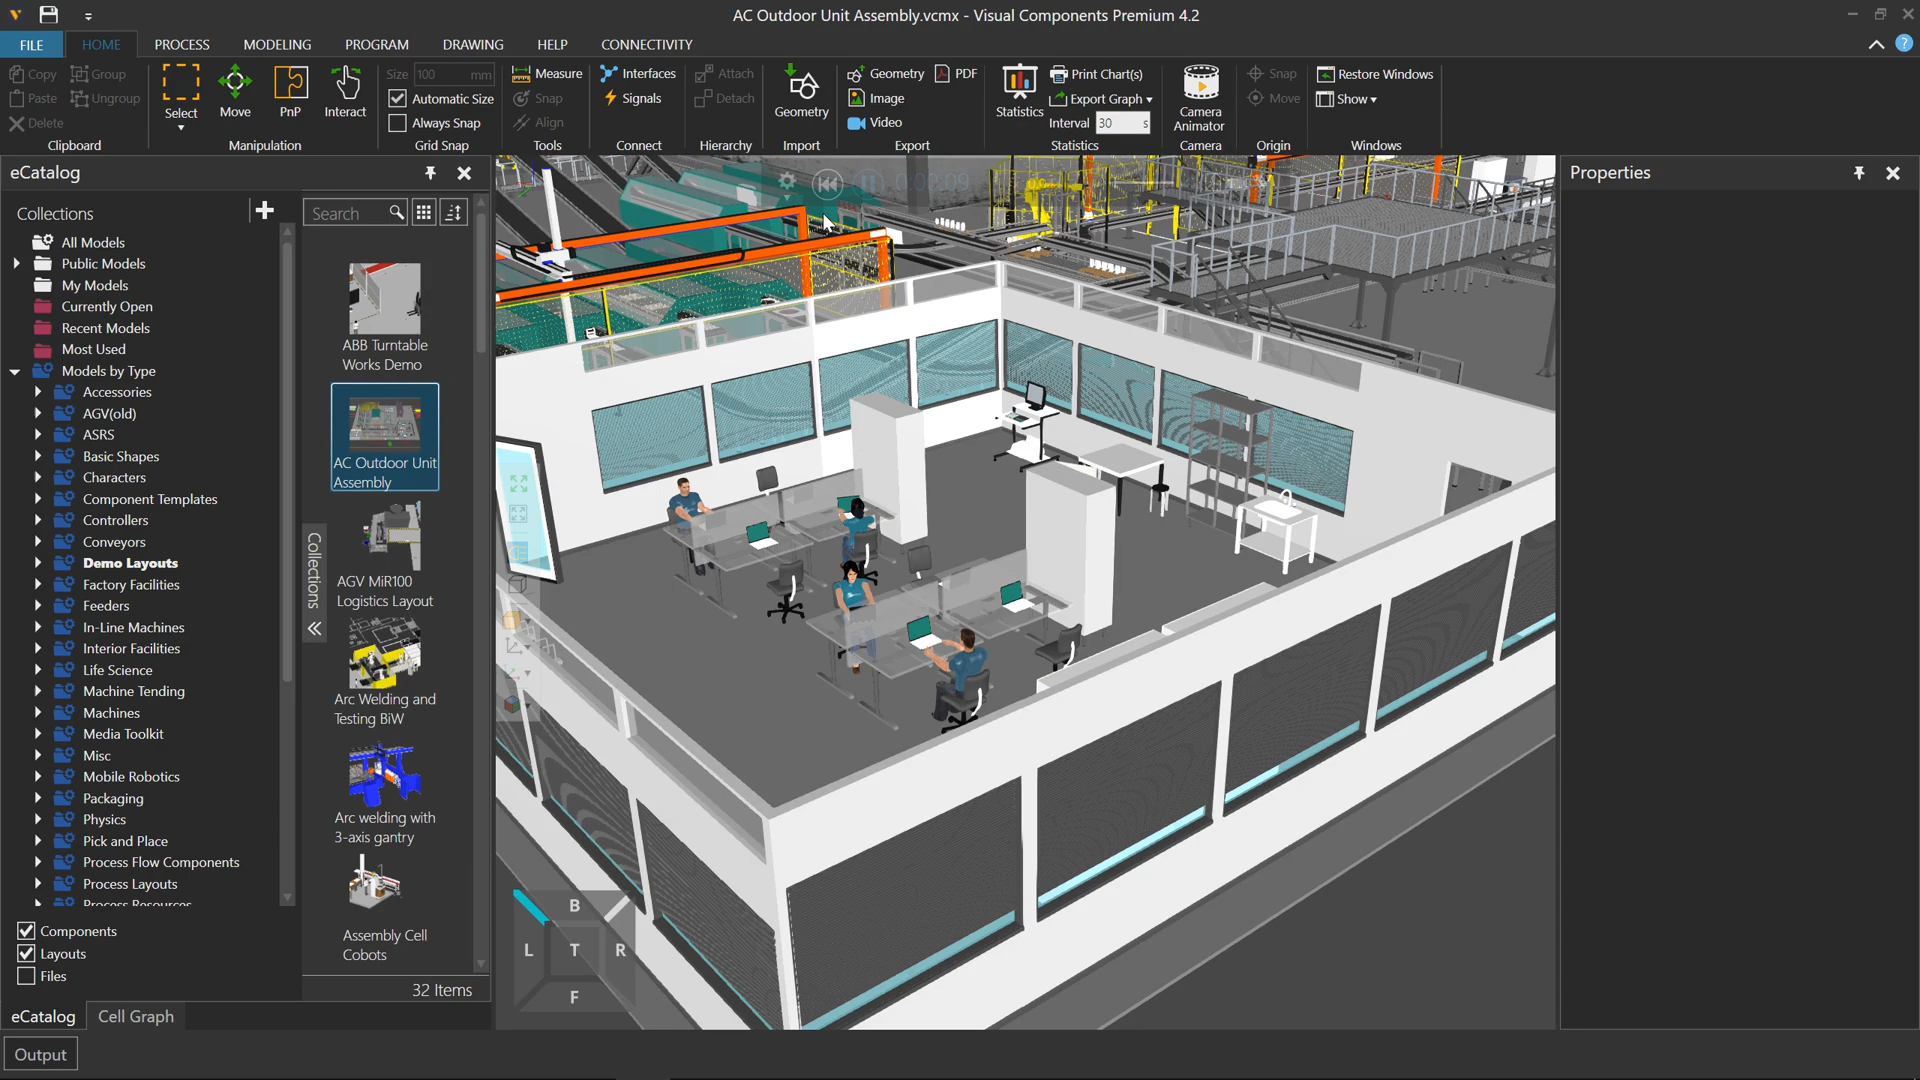 AC Outdoor Unit Assembly.vcmx - Visual Components Premium 4.2
FILE HOME PROCESS MODELING PROGRAM DRAWING HELP CONNECTIVITY
Copy Group
Paste Ungroup
Delete
Clipboard
Select Move PnP Interact
Manipulation
Size 100 mm
Automatic Size
Always Snap
Grid Snap
Measure
Snap
Align
Tools
Interfaces
Signals
Connect
Attach
Detach
Hierarchy
Geometry
Import
Geometry PDF
Image
Video
Export
Statistics
Print Chart(s)
Export Graph
Interval 30 s
Statistics
Camera
Animator
Camera
Snap
Move
Origin
Restore Windows
Show
Windows
eCatalog
Collections
All Models
Public Models
My Models
Currently Open
Recent Models
Most Used
Models by Type
Accessories
AGV(old)
ASRS
Basic Shapes
Characters
Component Templates
Controllers
Conveyors
Demo Layouts
Factory Facilities
Feeders
In-Line Machines
Interior Facilities
Life Science
Machine Tending
Machines
Media Toolkit
Misc
Mobile Robotics
Packaging
Physics
Pick and Place
Process Flow Components
Process Layouts
Process Resources
Components
Layouts
Files
eCatalog Cell Graph
Output
Collections
Search
ABB Turntable
Works Demo
AC Outdoor Unit
Assembly
AGV MiR100
Logistics Layout
Arc Welding and
Testing BiW
Arc welding with
3-axis gantry
Assembly Cell
Cobots
32 Items
0:00:09
B
L T R
F
Properties